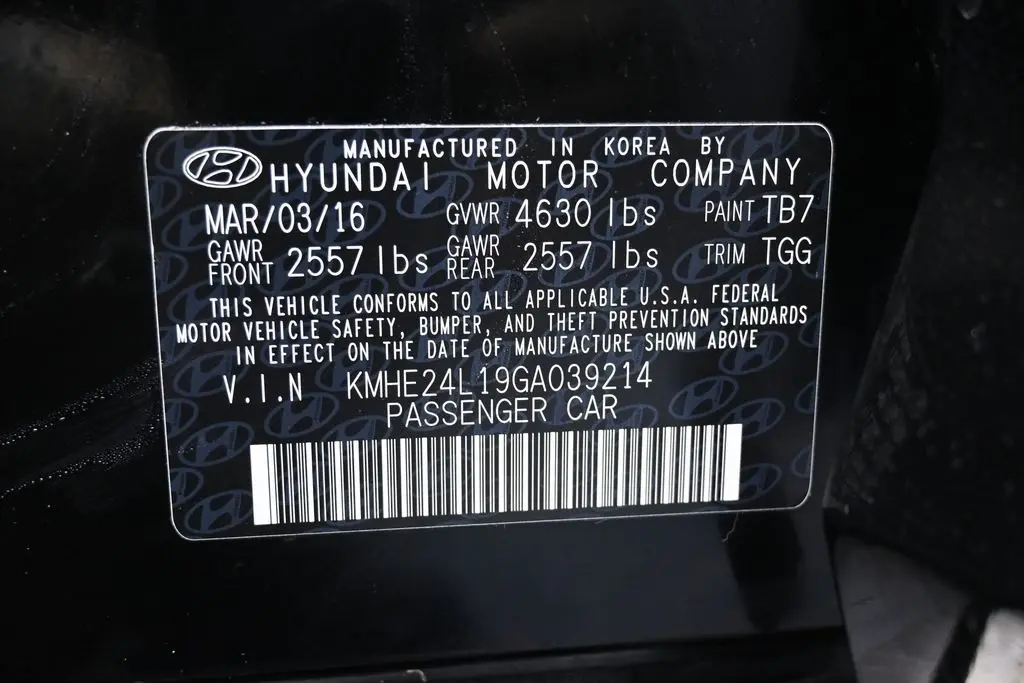 MANUFACTURED IN KOREA BY
HYUNDAI MOTOR COMPANY
MAR/03/16 GVWR 4630 lbs PAINT TB7
GAWR FRONT 2557 lbs GAWR REAR 2557 lbs TRIM TGG
THIS VEHICLE CONFORMS TO ALL APPLICABLE U.S.A. FEDERAL
MOTOR VEHICLE SAFETY, BUMPER, AND THEFT PREVENTION STANDARDS
IN EFFECT ON THE DATE OF MANUFACTURE SHOWN ABOVE
V.I.N KMHE24L19GA039214
PASSENGER CAR